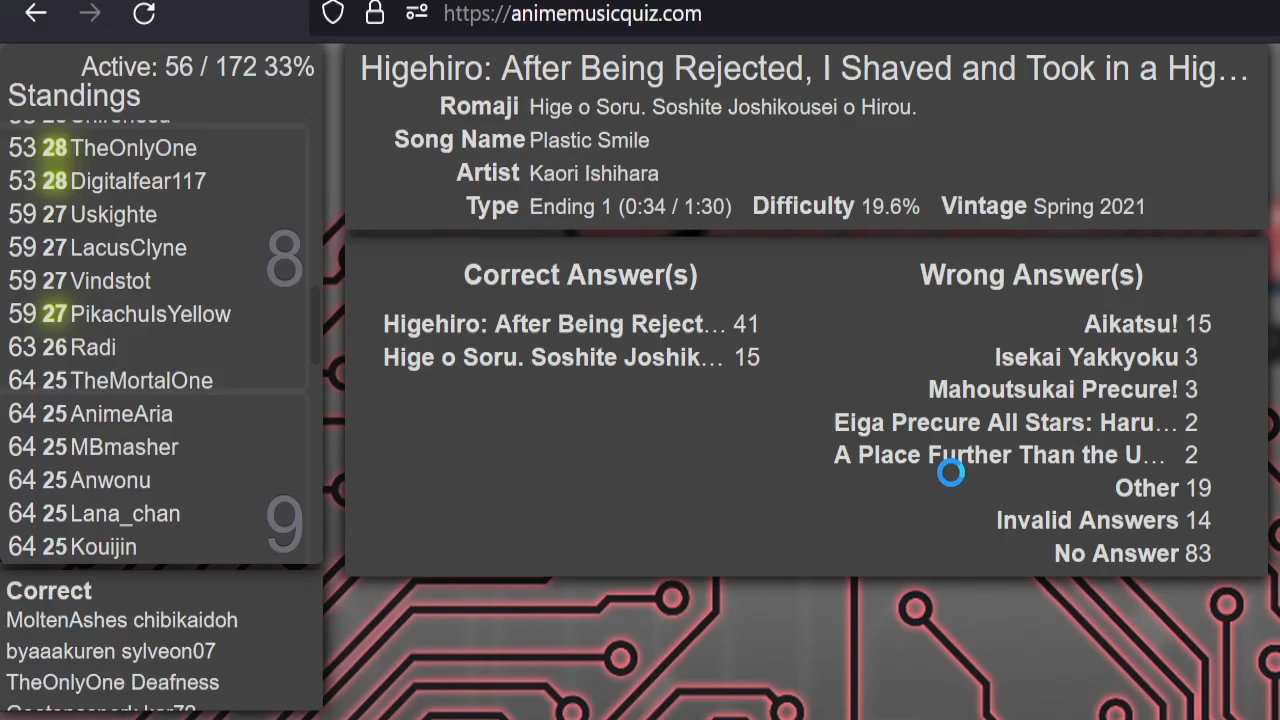 https://animemusicquiz.com
Active: 56 / 172 33%
Standings
53 28 TheOnlyOne
53 28 Digitalfear117
59 27 Uskighte
59 27 LacusClyne
59 27 Vindstot
59 27 PikachuIsYellow
63 26 Radi
64 25 TheMortalOne
8
64 25 AnimeAria
64 25 MBmasher
64 25 Anwonu
64 25 Lana_chan
64 25 Kouijin
9
Correct
MoltenAshes chibikaidoh
byaaakuren sylveon07
TheOnlyOne Deafness
Higehiro: After Being Rejected, I Shaved and Took in a Hig…
Romaji Hige o Soru. Soshite Joshikousei o Hirou.
Song Name Plastic Smile
Artist Kaori Ishihara
Type Ending 1 (0:34 / 1:30) Difficulty 19.6% Vintage Spring 2021
Correct Answer(s)
Higehiro: After Being Reject… 41
Hige o Soru. Soshite Joshik… 15
Wrong Answer(s)
Aikatsu! 15
Isekai Yakkyoku 3
Mahoutsukai Precure! 3
Eiga Precure All Stars: Haru… 2
A Place Further Than the U… 2
Other 19
Invalid Answers 14
No Answer 83